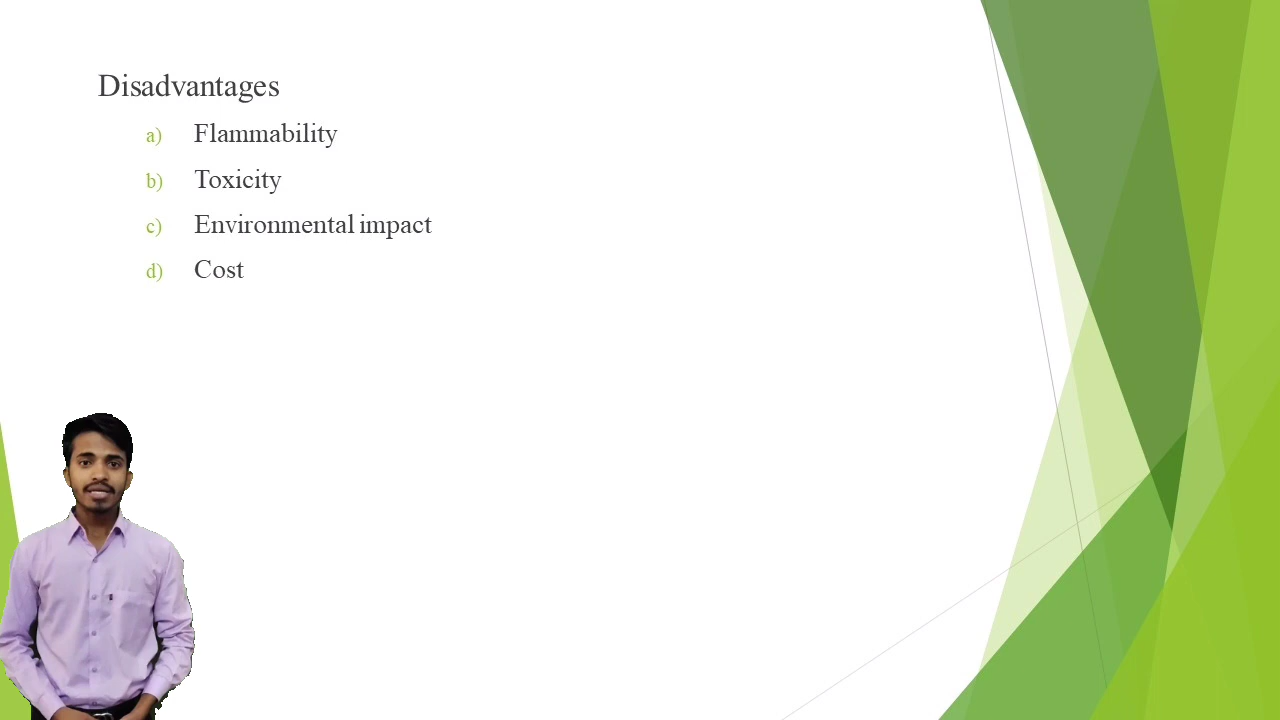 Disadvantages
a) Flammability
b) Toxicity
c) Environmental impact
d) Cost